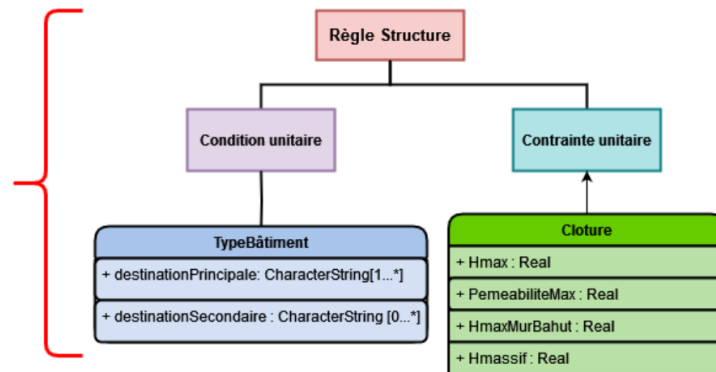 Règle Structure
Condition unitaire
Contrainte unitaire
TypeBâtiment
+ destinationPrincipale: CharacterString[1...*]
+ destinationSecondaire : CharacterString [0...*]
Cloture
+ Hmax : Real
+ PemeabiliteMax : Real
+ HmaxMurBahut : Real
+ Hmassif : Real